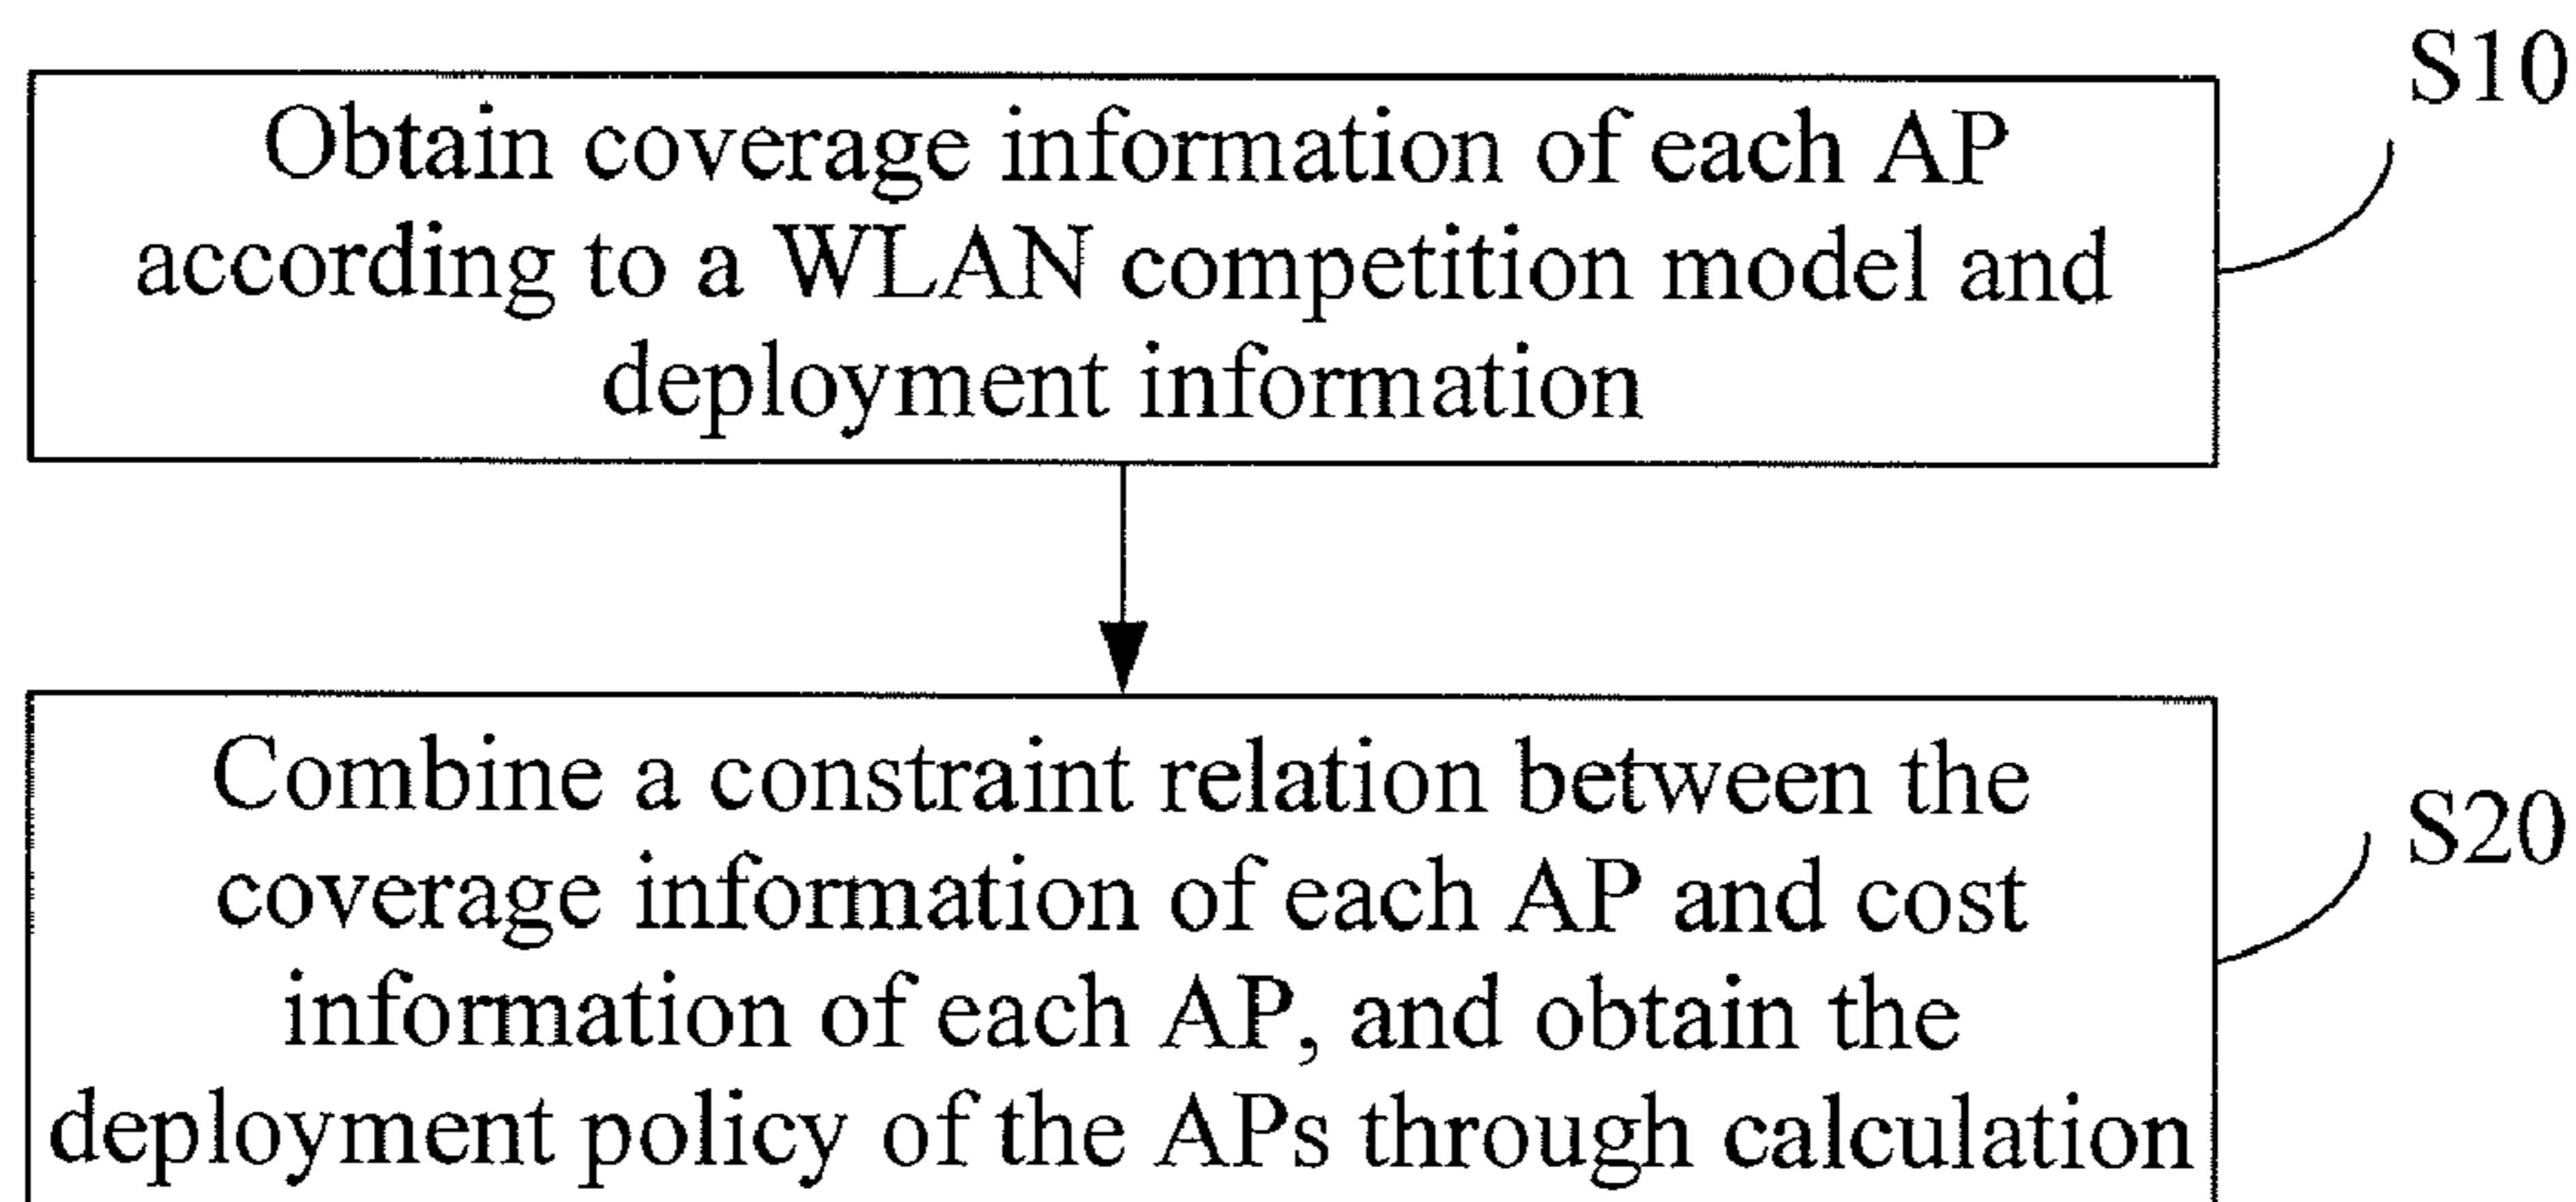 S10
Obtain coverage information of each AP
according to a WLAN competition model and
deployment information
Combine a constraint relation between the
S20
coverage information of each AP and cost
information of each AP, and obtain the
deployment policy of the APs through calculation